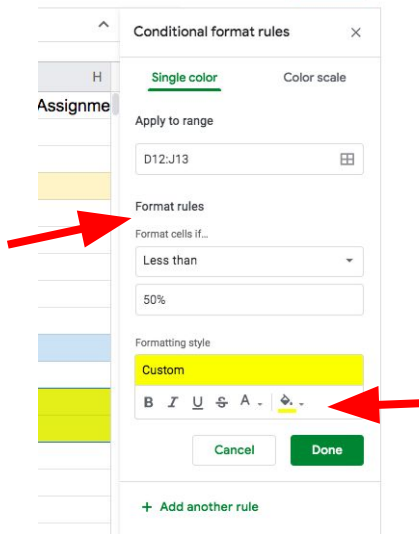 Conditional format rules
H
Single color Color scale
Assignme
Apply to range
D12:J13
Format rules
Format cells if...
Less than
50%
Formatting style
Custom
B I U S A
Cancel Done
+ Add another rule